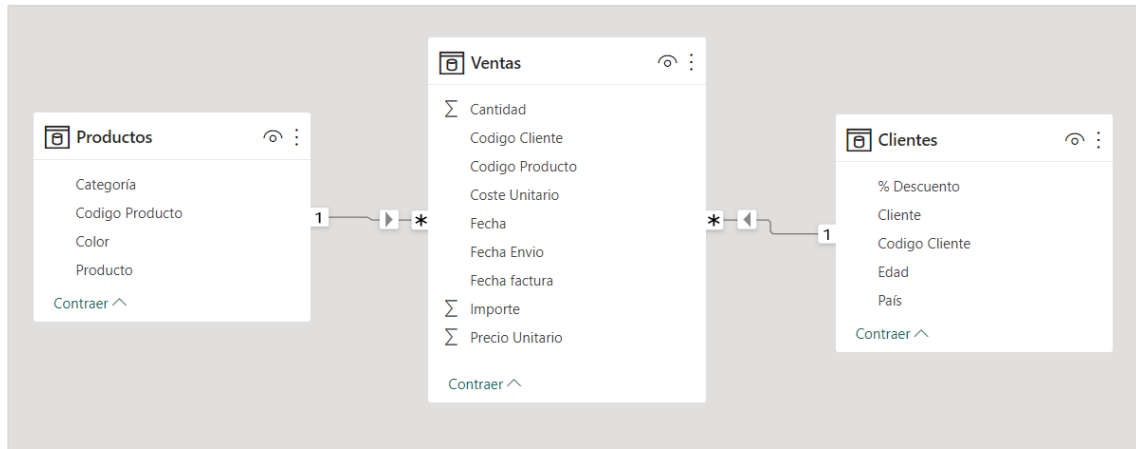 Productos
Categoría
Codigo Producto
Color
Producto
Contraer
1
*
Ventas
Σ Cantidad
Codigo Cliente
Codigo Producto
Coste Unitario
Fecha
Fecha Envio
Fecha factura
Σ Importe
Σ Precio Unitario
Contraer
*
1
Clientes
% Descuento
Cliente
Codigo Cliente
Edad
País
Contraer